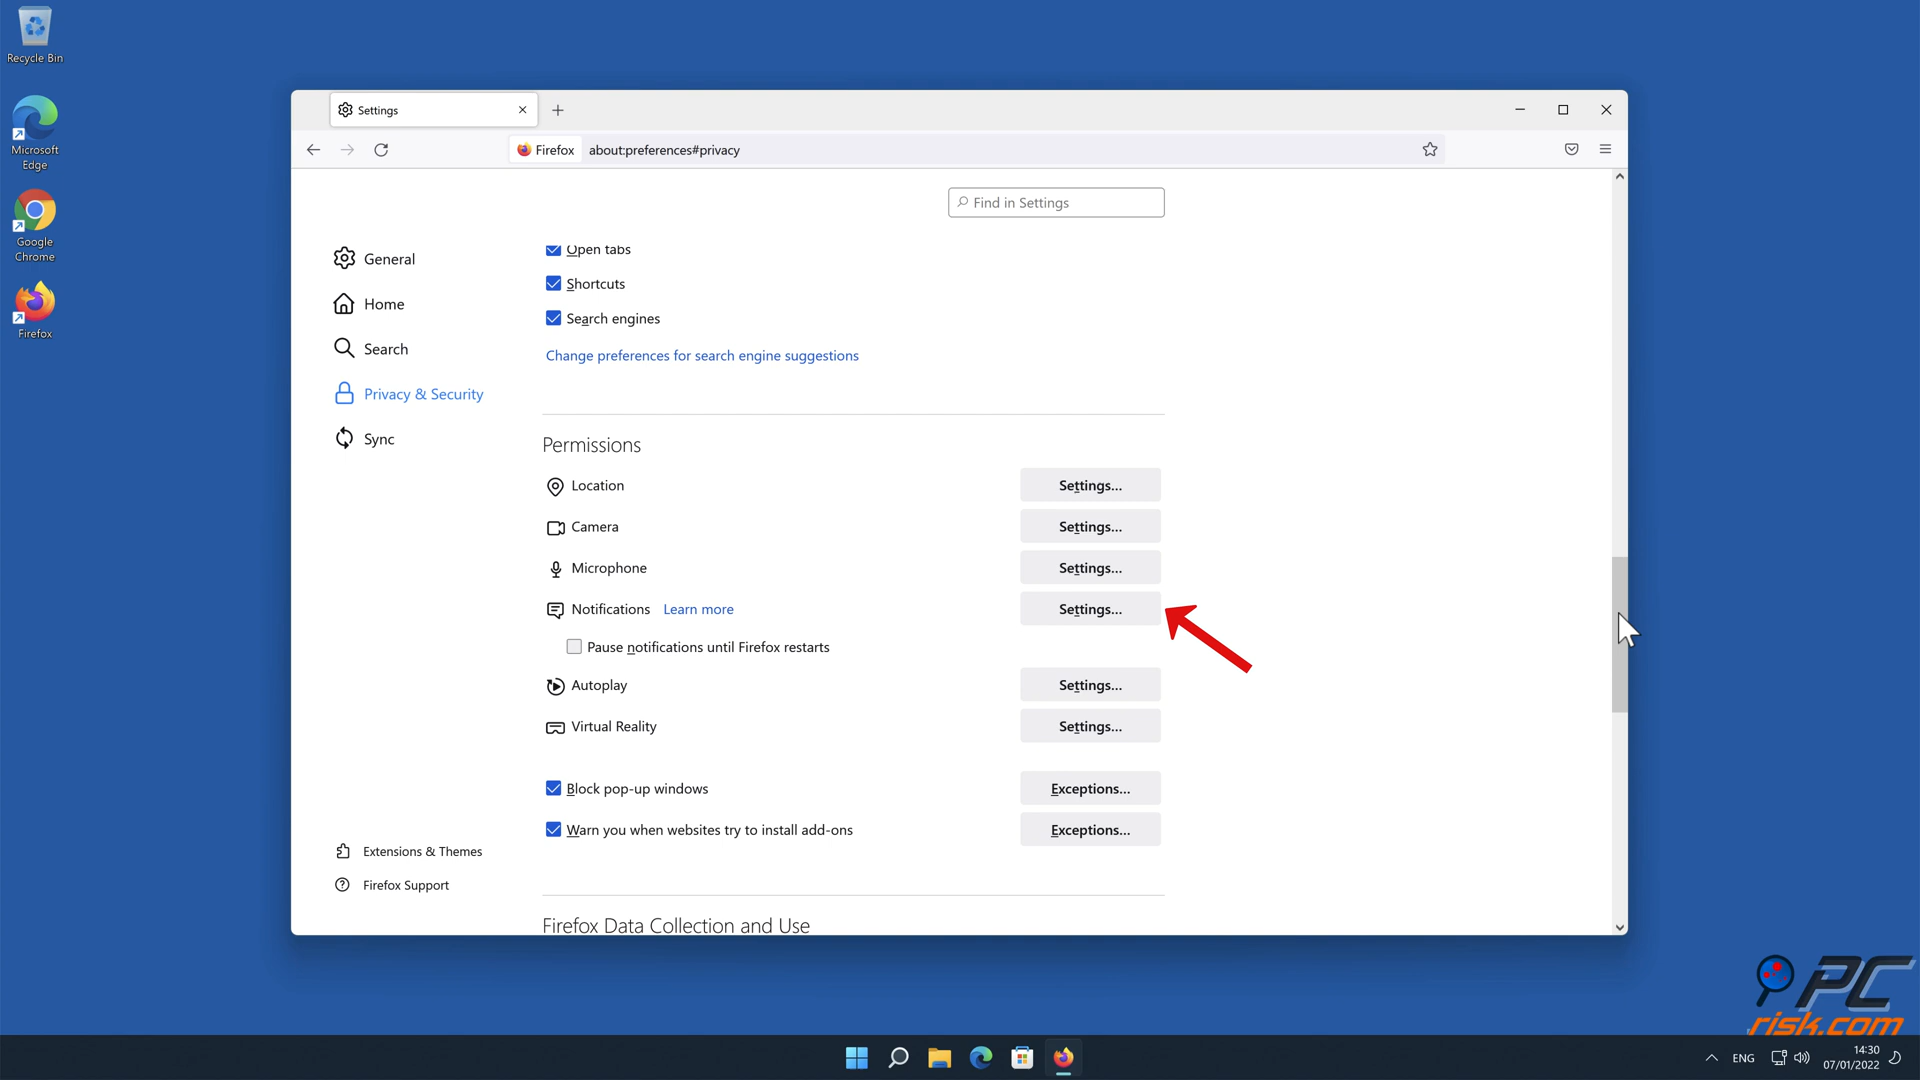 Recycle Bin
Microsoft
Edge
Google
Chrome
Firefox
Settings
Firefox about:preferences#privacy
Find in Settings
General
Home
Search
Privacy & Security
Sync
Extensions & Themes
Firefox Support
Open tabs
Shortcuts
Search engines
Change preferences for search engine suggestions
Permissions
Location Settings...
Camera Settings...
Microphone Settings...
Notifications Learn more Settings...
Pause notifications until Firefox restarts
Autoplay Settings...
Virtual Reality Settings...
Block pop-up windows Exceptions...
Warn you when websites try to install add-ons Exceptions...
Firefox Data Collection and Use
PC
risk.com
ENG
14:30
07/01/2022